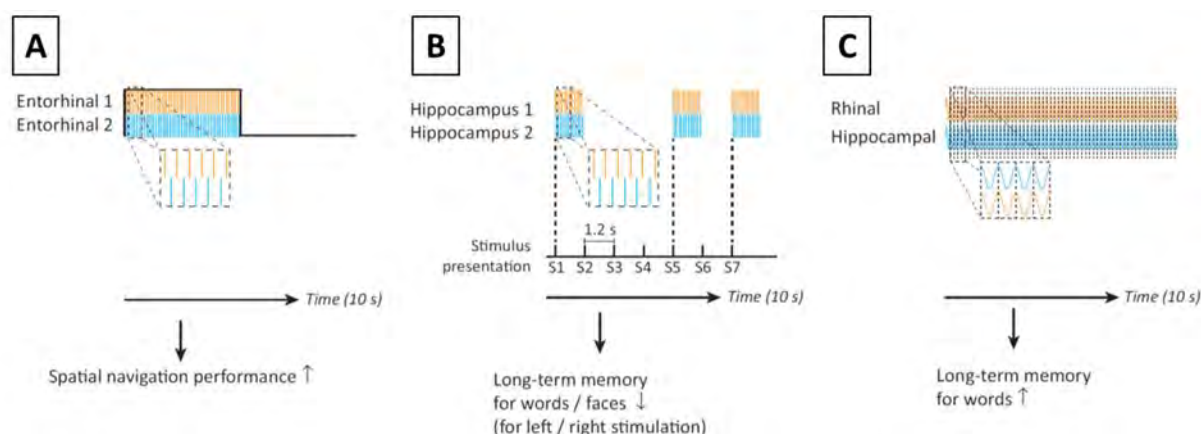 A
Entorhinal 1
Entorhinal 2
Time (10 s)
Spatial navigation performance ↑
B
Hippocampus 1
Hippocampus 2
1.2 s
Stimulus
presentation
S1 S2 S3 S4 S5 S6 S7
Time (10 s)
Long-term memory
for words / faces ↓
(for left / right stimulation)
C
Rhinal
Hippocampal
Time (10 s)
Long-term memory
for words ↑